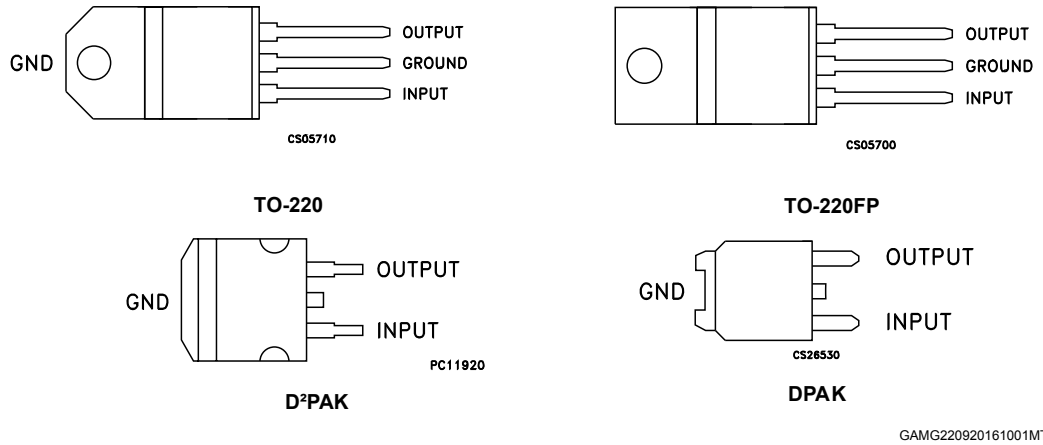 GND
OUTPUT
GROUND
INPUT
CS05710
TO-220
OUTPUT
GROUND
INPUT
CS05700
TO-220FP
GND
OUTPUT
INPUT
PC11920
D²PAK
GND
OUTPUT
INPUT
CS26530
DPAK
GAMG220920161001MT